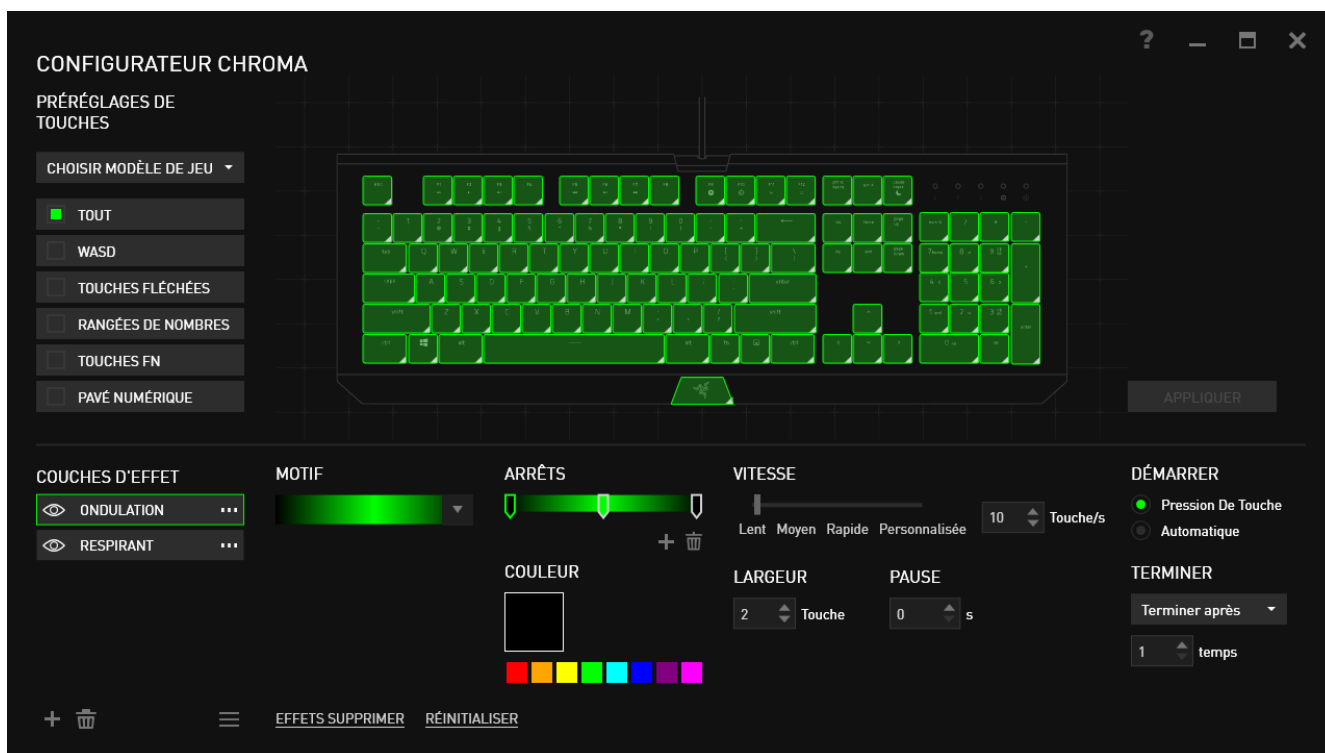 ?
CONFIGURATEUR CHROMA
PRÉRÉGLAGES DE
TOUCHES
CHOISIR MODÈLE DE JEU
TOUT
WASD
TOUCHES FLÉCHÉES
RANGÉES DE NOMBRES
TOUCHES FN
PAVÉ NUMÉRIQUE
APPLIQUER
COUCHES D'EFFET
ONDULATION
RESPIRANT
MOTIF
ARRÊTS
COULEUR
VITESSE
Lent Moyen Rapide Personnalisée
10 Touche/s
LARGEUR
2 Touche
PAUSE
0 s
DÉMARRER
Pression De Touche
Automatique
TERMINER
Terminer après
1 temps
EFFETS SUPPRIMER RÉINITIALISER